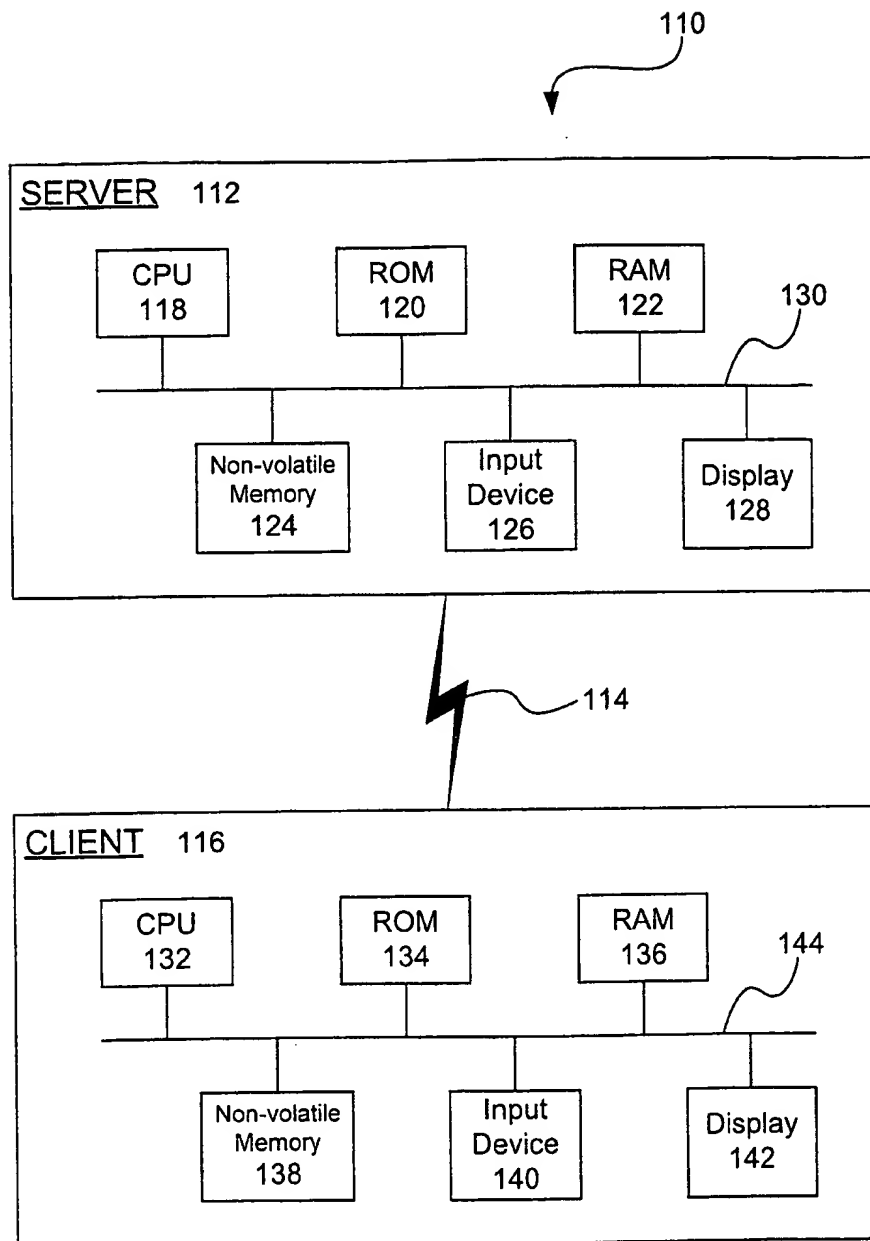 110
SERVER 112
CPU
118
ROM
120
RAM
122
130
Non-volatile
Memory
124
Input
Device
126
Display
128
114
CLIENT 116
CPU
132
ROM
134
RAM
136
144
Non-volatile
Memory
138
Input
Device
140
Display
142